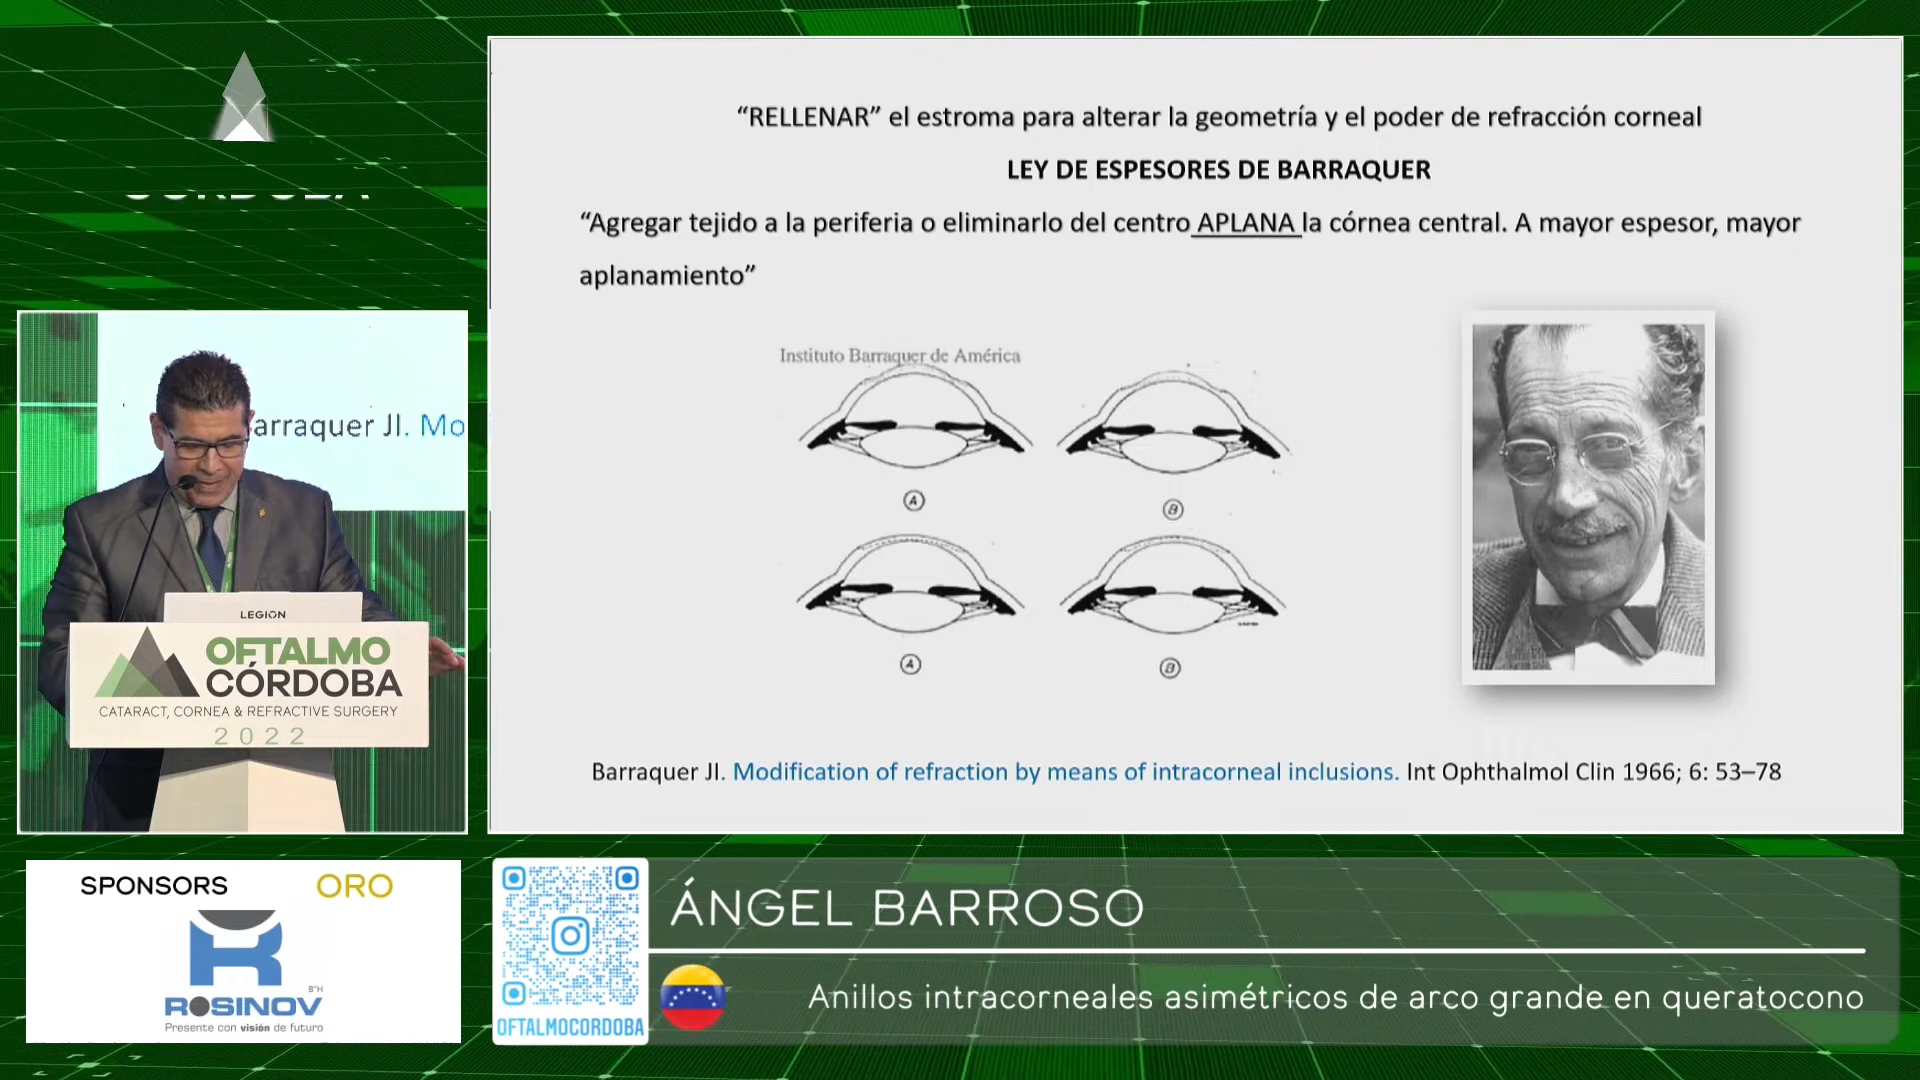 “RELLENAR” el estroma para alterar la geometría y el poder de refracción corneal
LEY DE ESPESORES DE BARRAQUER
“Agregar tejido a la periferia o eliminarlo del centro APLANA la córnea central. A mayor espesor, mayor
aplanamiento”
Instituto Barraquer de América
A
B
A
B
Barraquer JI. Modification of refraction by means of intracorneal inclusions. Int Ophthalmol Clin 1966; 6: 53–78
arraquer JI. Mo
LEGION
OFTALMO
CÓRDOBA
CATARACT, CORNEA & REFRACTIVE SURGERY
2022
SPONSORS ORO
ROSINOV
Presente con visión de futuro
OFTALMOCORDOBA
ÁNGEL BARROSO
Anillos intracorneales asimétricos de arco grande en queratocono